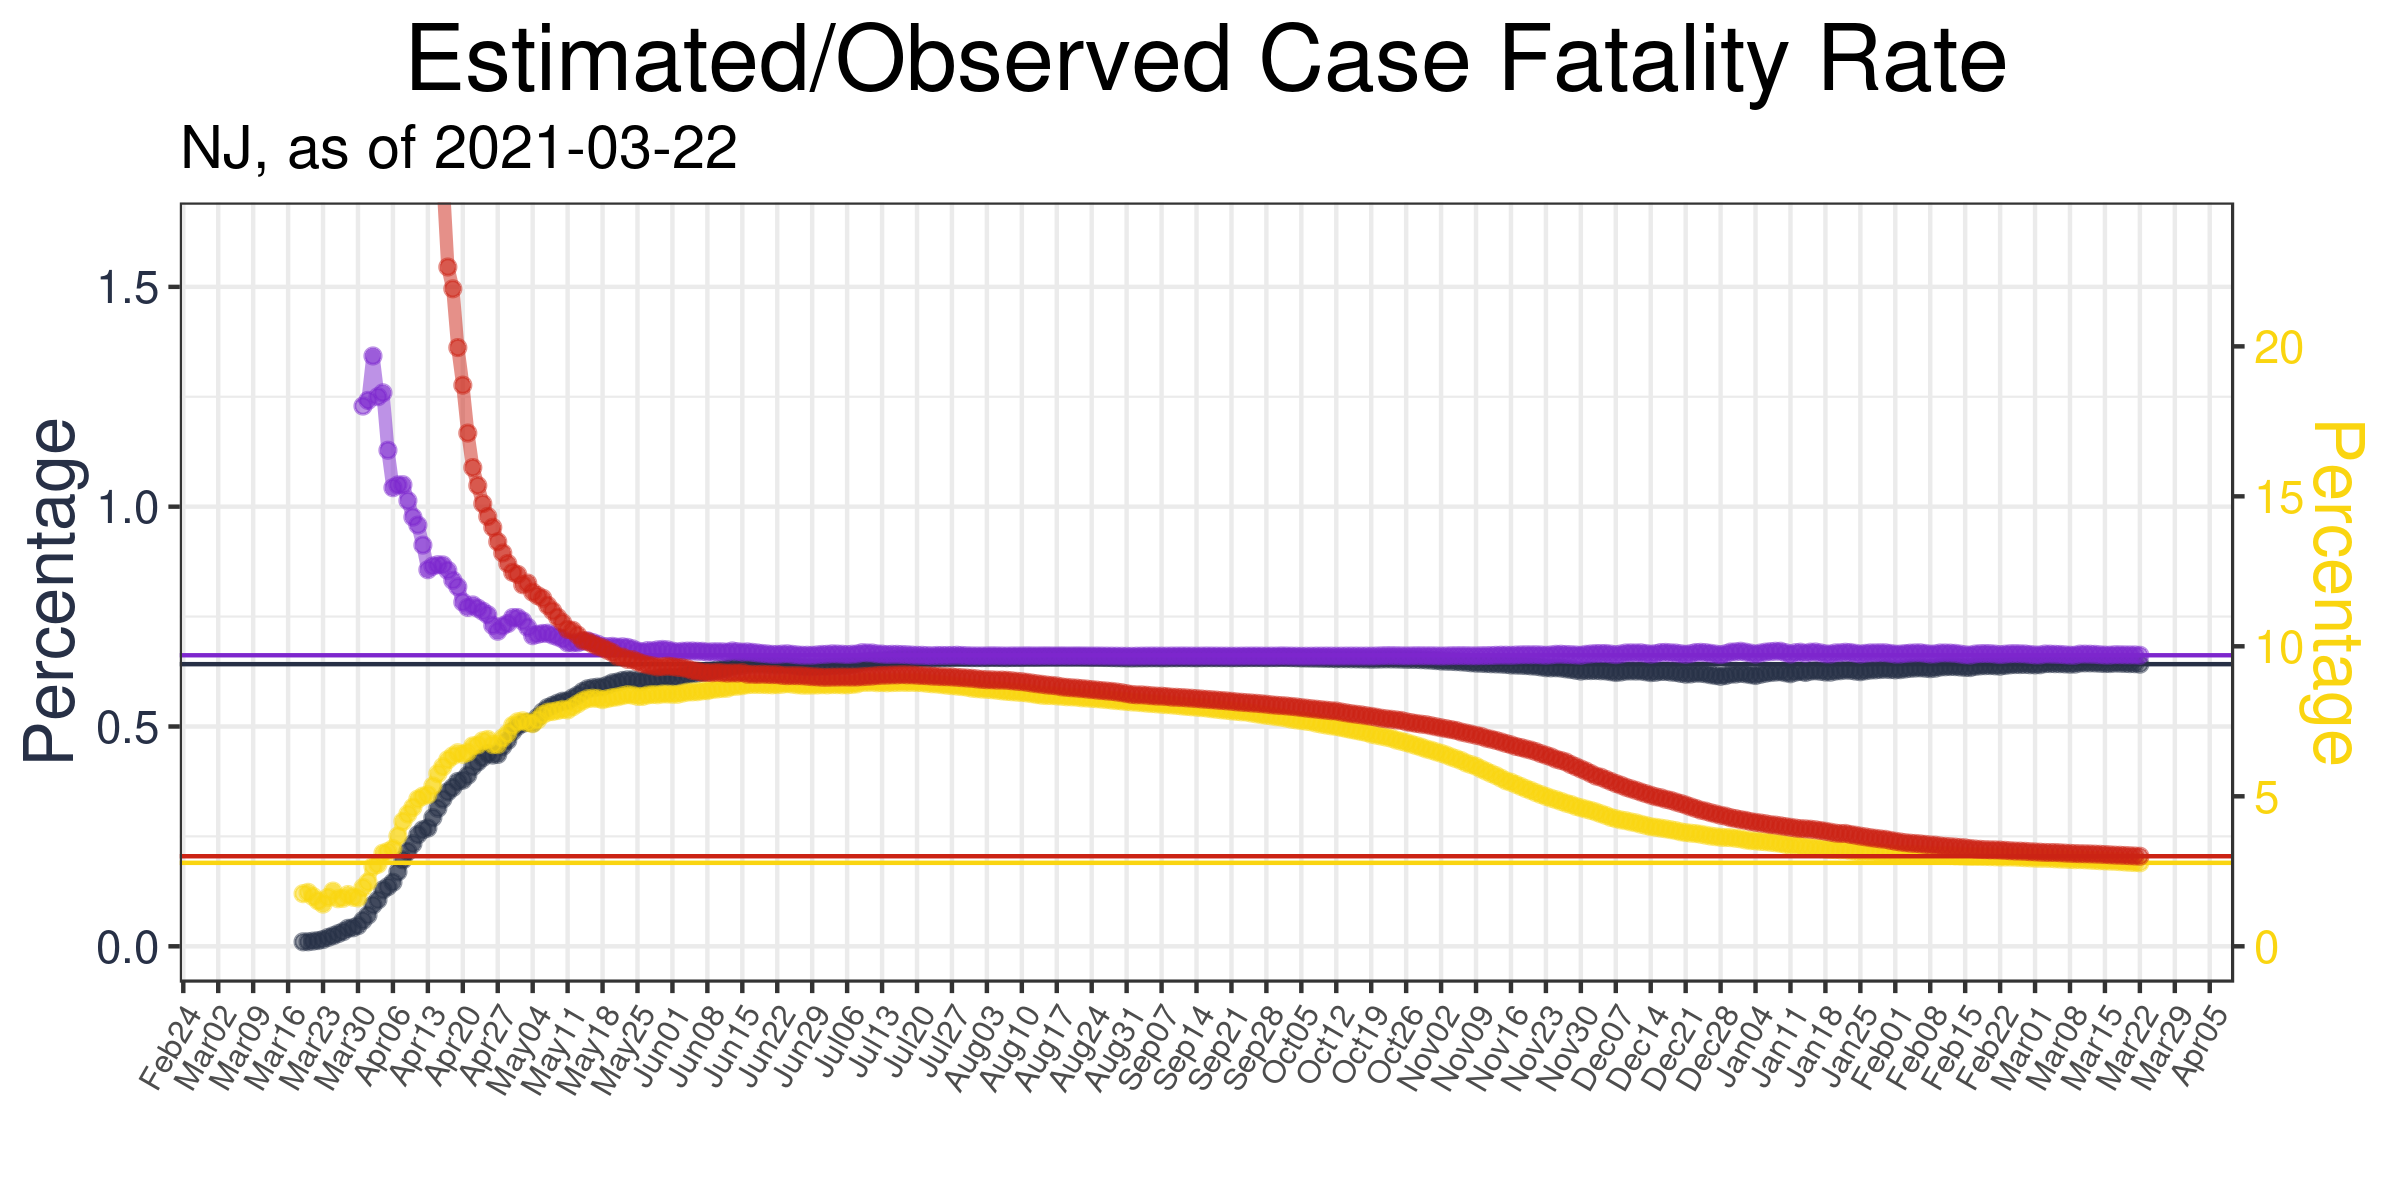 Estimated/Observed Case Fatality Rate
NJ, as of 2021-03-22
Percentage
1.5
1.0
0.5
0.0
20
15
10
5
0
Percentage
Feb24
Mar02
Mar09
Mar16
Mar23
Mar30
Apr06
Apr13
Apr20
Apr27
May04
May11
May18
May25
Jun01
Jun08
Jun15
Jun22
Jun29
Jul06
Jul13
Jul20
Jul27
Aug03
Aug10
Aug17
Aug24
Aug31
Sep07
Sep14
Sep21
Sep28
Oct05
Oct12
Oct19
Oct26
Nov02
Nov09
Nov16
Nov23
Nov30
Dec07
Dec14
Dec21
Dec28
Jan04
Jan11
Jan18
Jan25
Feb01
Feb08
Feb15
Feb22
Mar01
Mar08
Mar15
Mar22
Mar29
Apr05